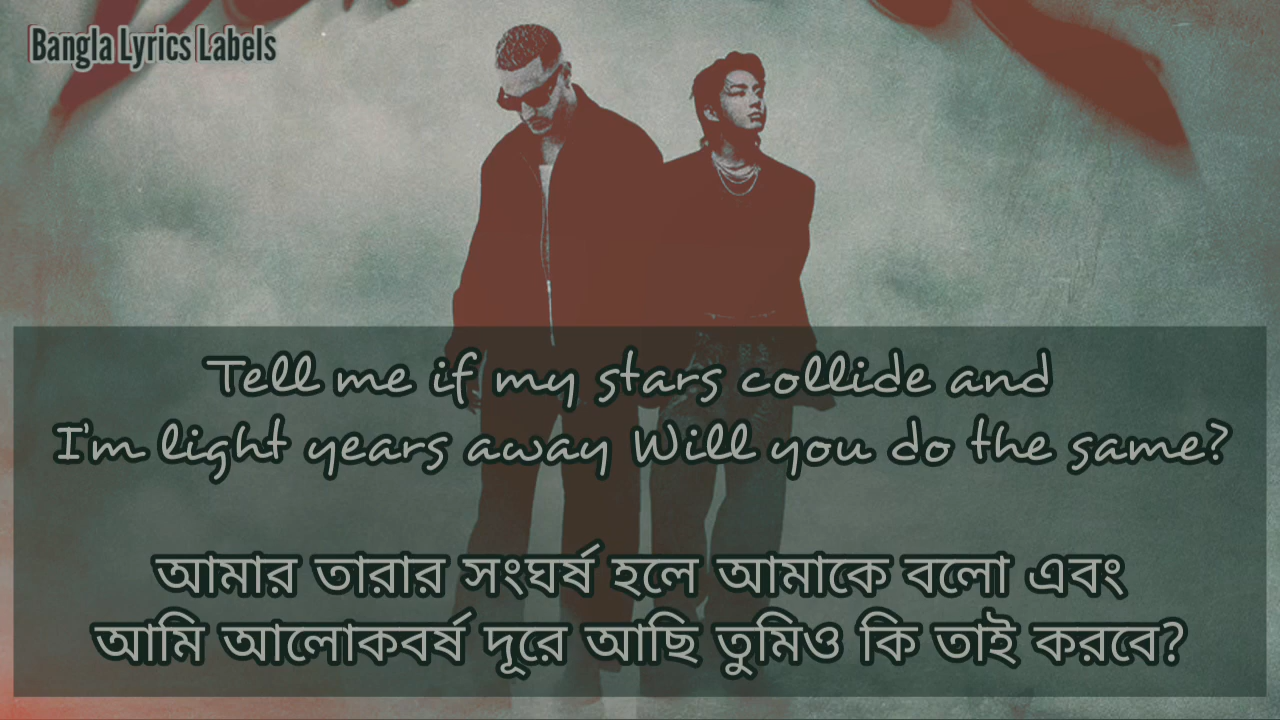 Bangla Lyrics Labels
Tell me if my stars collide and
I'm light years away Will you do the same?
আমার তারার সংঘর্ষ হলে আমাকে বলো এবং
আমি আলোকবর্ষ দূরে আছি তুমিও কি তাই করবে?